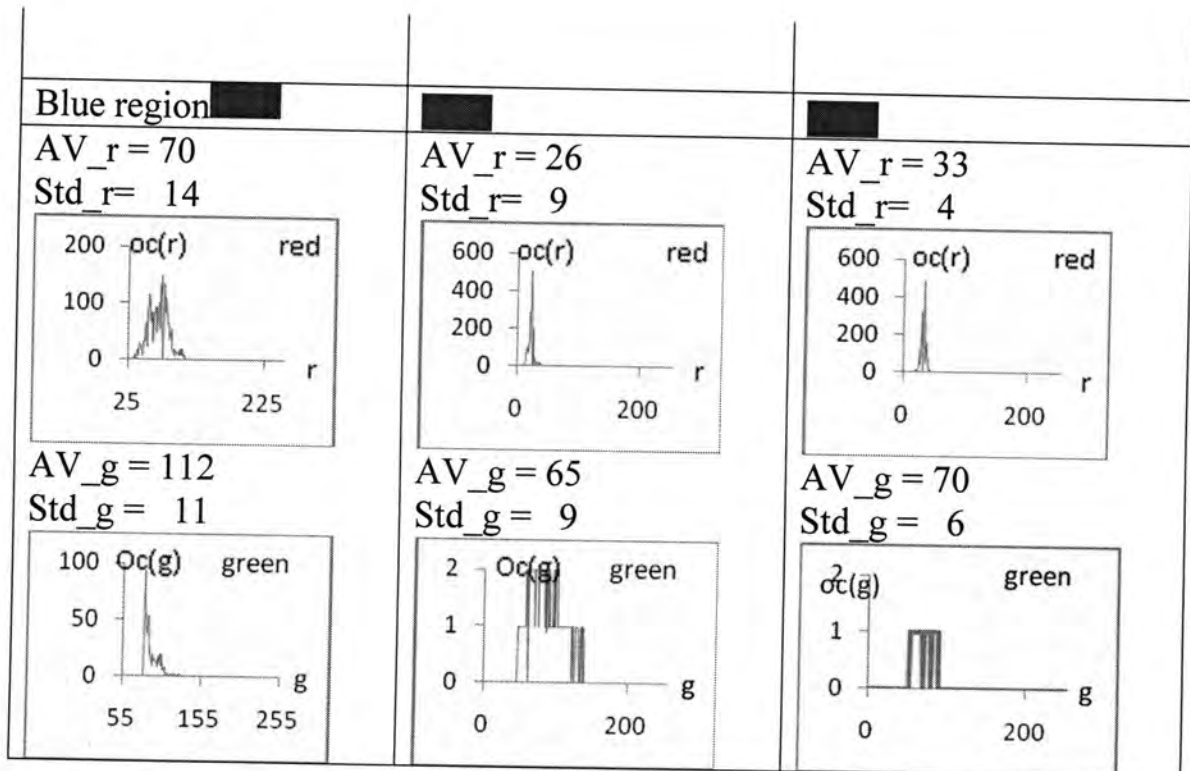 Blue region
AV_r = 70
Std_r= 14
200 oc(r) red
100
0
r
25 225
AV_g = 112
Std_g = 11
100 Oc(g) green
50
0
g
55 155 255
AV_r = 26
Std_r= 9
600 oc(r) red
400
200
0
r
0 200
AV_g = 65
Std_g = 9
2 Oc(g) green
1
0
g
0 200
AV_r = 33
Std_r= 4
600 oc(r) red
400
200
0
r
0 200
AV_g = 70
Std_g = 6
2 oc(g) green
1
0
g
0 200